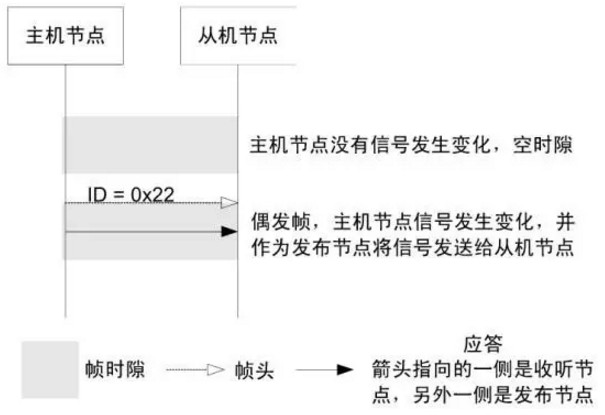 主机节点
从机节点
主机节点没有信号发生变化，空时隙
ID = 0x22
偶发帧，主机节点信号发生变化，并
作为发布节点将信号发送给从机节点
帧时隙
帧头
应答
箭头指向的一侧是收听节
点，另外一侧是发布节点